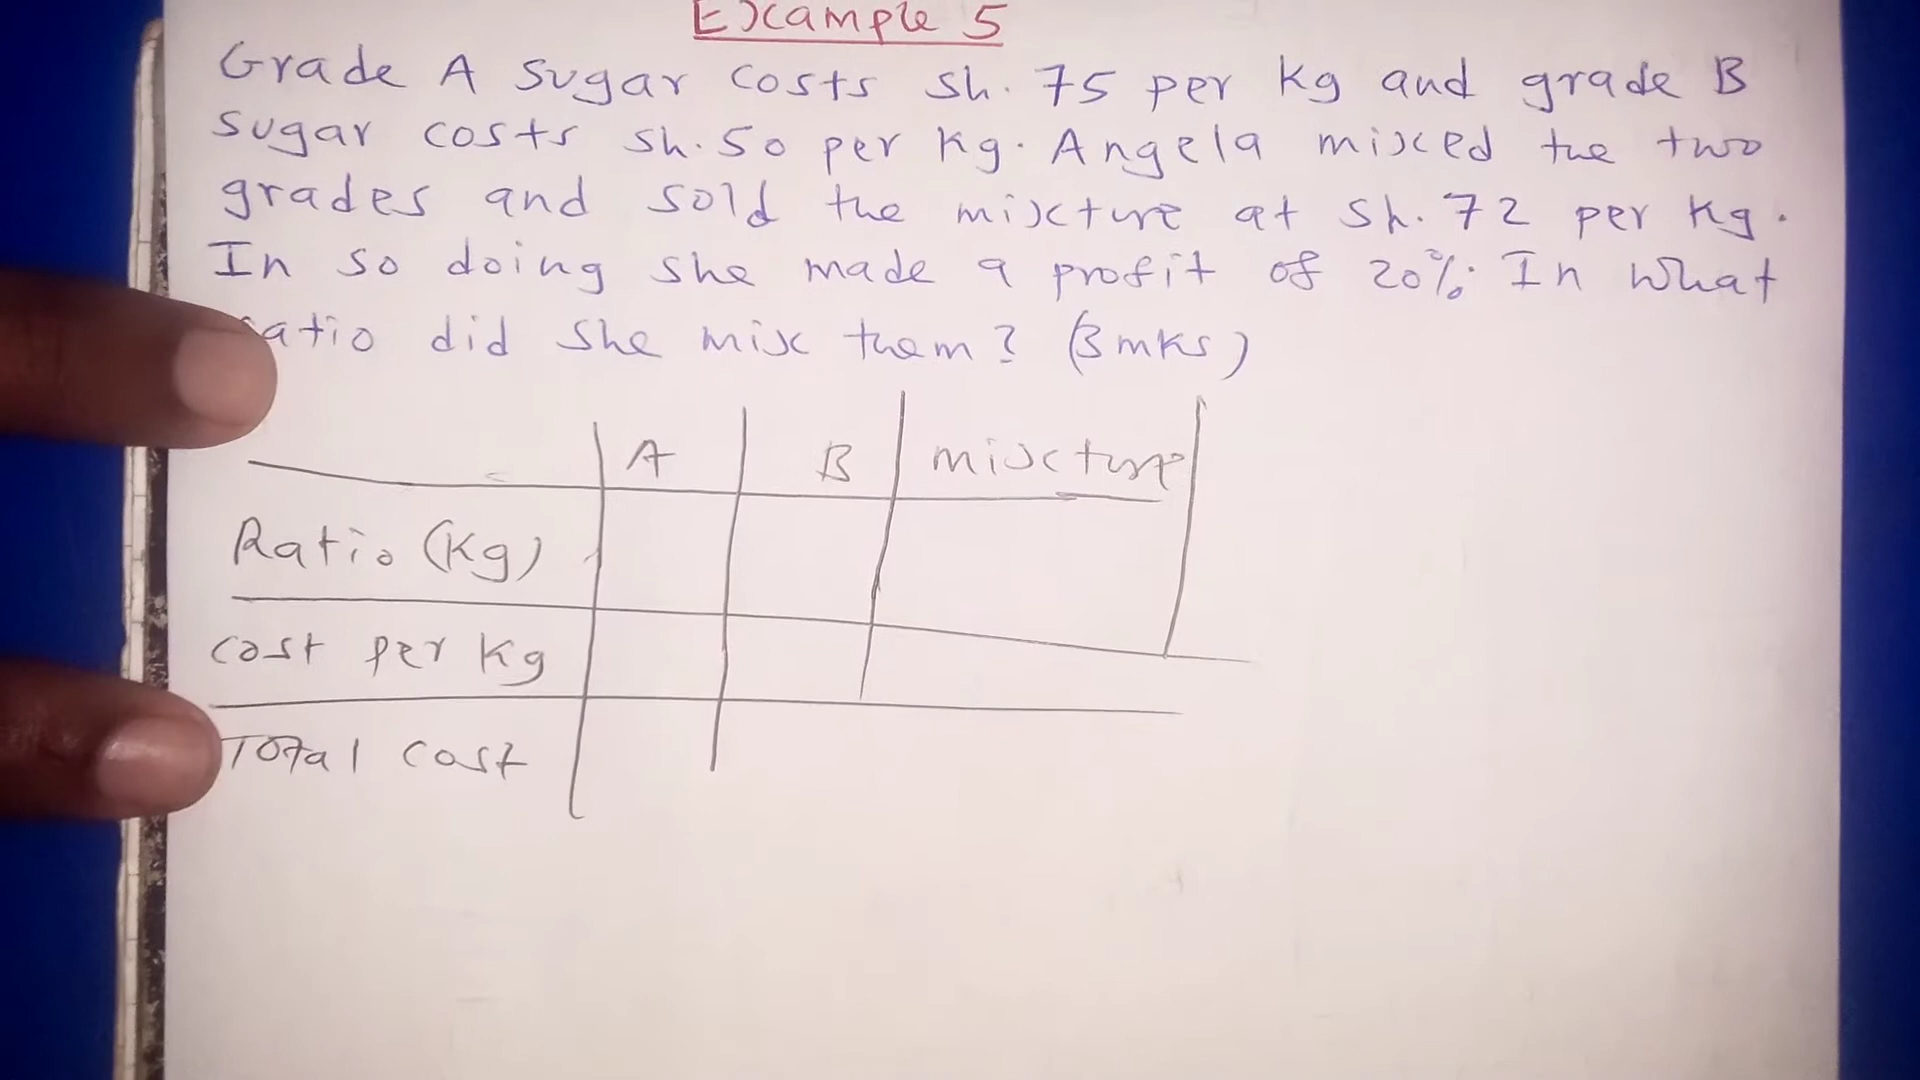 Example 5
Grade A sugar costs sh. 75 per kg and grade B
sugar costs sh. 50 per kg. Angela mixed the two
grades and sold the mixture at sh. 72 per kg.
In so doing she made a profit of 20%. In what
ratio did she mix them? (3mks)
A B mixture
Ratio (kg)
cost per kg
Total cost